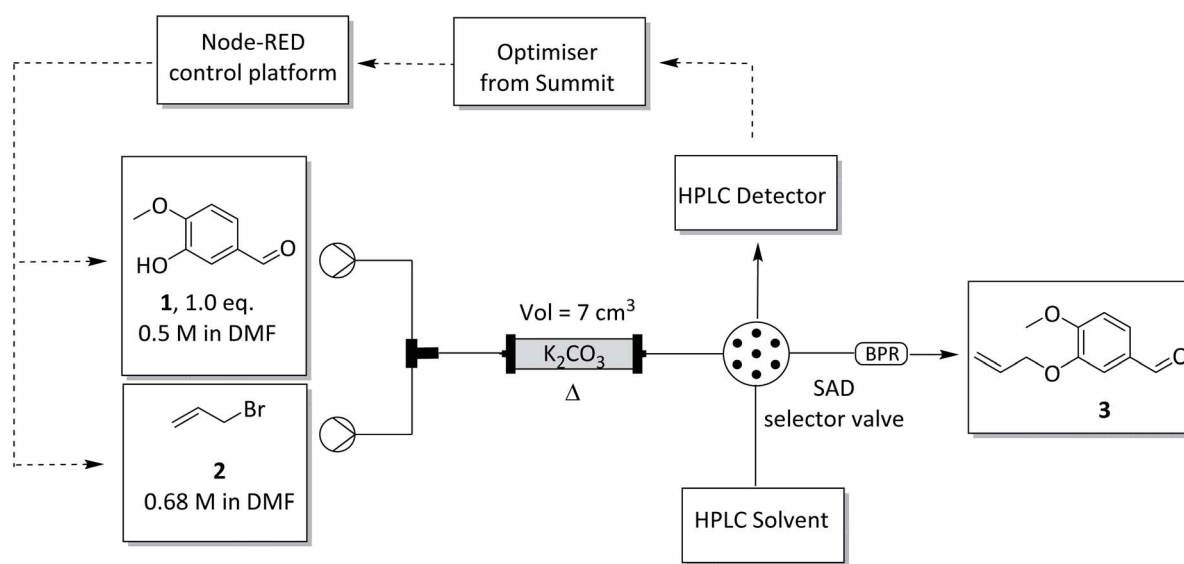 Node-RED
control platform
Optimiser
from Summit
HPLC Detector
O
HO
O
1, 1.0 eq.
0.5 M in DMF
Br
2
0.68 M in DMF
Vol = 7 cm³
K₂CO₃
Δ
SAD
selector valve
BPR
HPLC Solvent
O
O
O
3